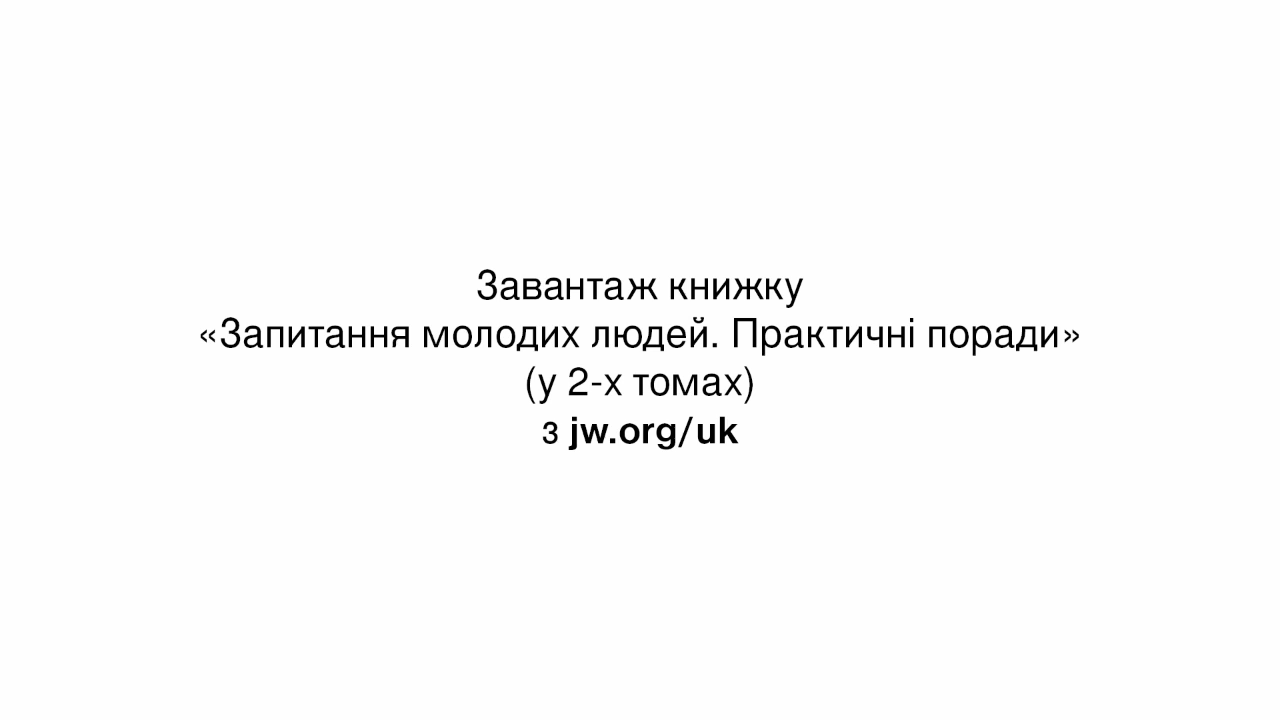 Завантаж книжку
«Запитання молодих людей. Практичні поради»
(у 2-х томах)
з jw.org/uk